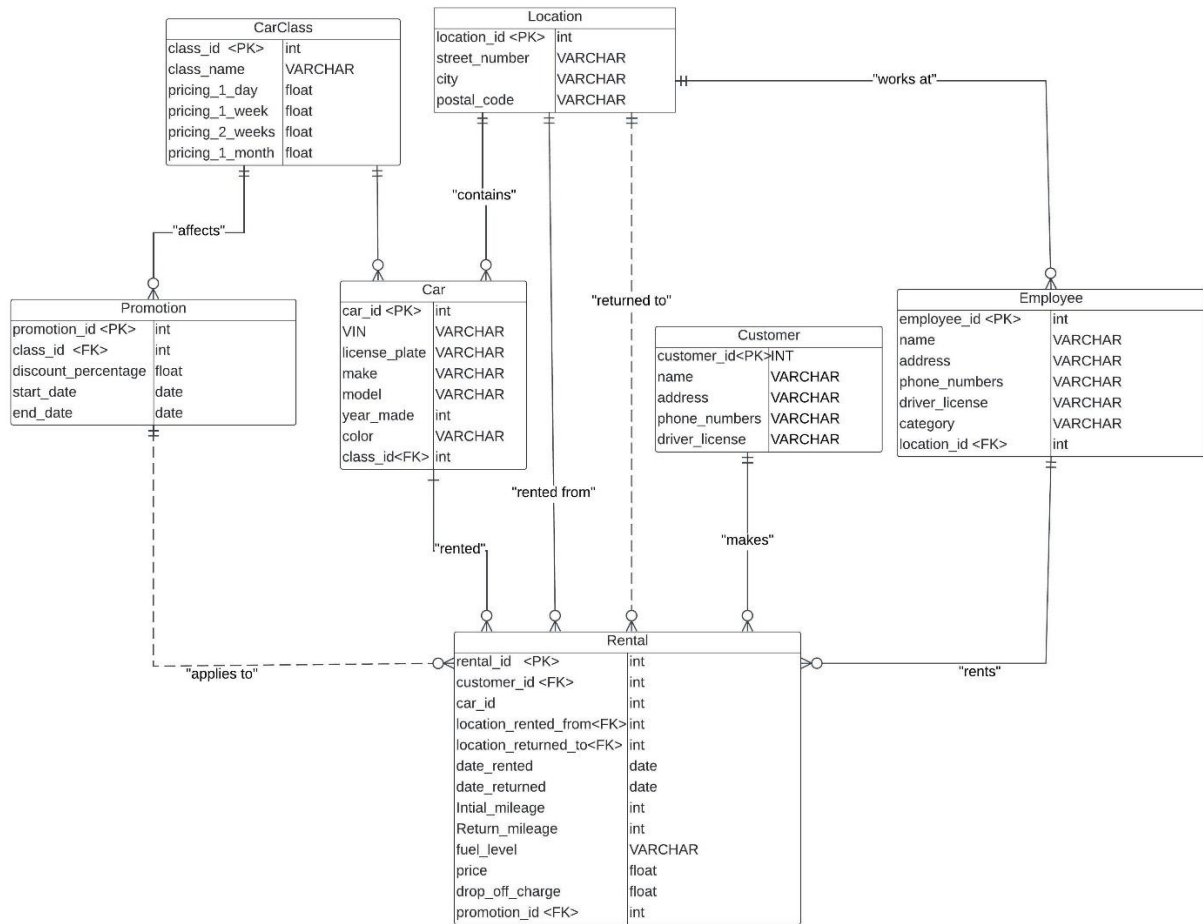 CarClass
class_id <PK> int
class_name VARCHAR
pricing_1_day float
pricing_1_week float
pricing_2_weeks float
pricing_1_month float
Location
location_id <PK> int
street_number VARCHAR
city VARCHAR
postal_code VARCHAR
"works at"
"contains"
"affects"
"returned to"
Promotion
promotion_id <PK> int
class_id <FK> int
discount_percentage float
start_date date
end_date date
Car
car_id <PK> int
VIN VARCHAR
license_plate VARCHAR
make VARCHAR
model VARCHAR
year_made int
color VARCHAR
class_id<FK> int
Customer
customer_id<PK>INT
name VARCHAR
address VARCHAR
phone_numbers VARCHAR
driver_license VARCHAR
Employee
employee_id <PK> int
name VARCHAR
address VARCHAR
phone_numbers VARCHAR
driver_license VARCHAR
category VARCHAR
location_id <FK> int
"rented from"
"rented"
"makes"
"applies to"
"rents"
Rental
rental_id <PK> int
customer_id <FK> int
car_id int
location_rented_from<FK> int
location_returned_to<FK> int
date_rented date
date_returned date
Intial_mileage int
Return_mileage int
fuel_level VARCHAR
price float
drop_off_charge float
promotion_id <FK> int